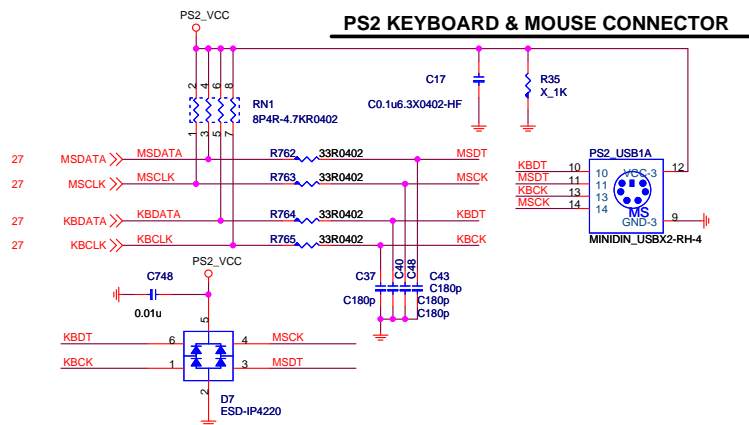 PS2_VCC
PS2 KEYBOARD & MOUSE CONNECTOR
2 4 6 8
RN1
8P4R-4.7KR0402
1 3 5 7
C17
C0.1u6.3X0402-HF
R35
X_1K
27 MSDATA MSDATA R762 33R0402 MSDT
27 MSCLK MSCLK R763 33R0402 MSCK
27 KBDATA KBDATA R764 33R0402 KBDT
27 KBCLK KBCLK R765 33R0402 KBCK
PS2_USB1A
KBDT 10 10 VCC-3 12
MSDT 11 11
KBCK 13 13
MSCK 14 14 MS GND-3 9
MINIDIN_USBX2-RH-4
C37 C40 C48 C43
C180p C180p
C180p
C180p
PS2_VCC
C748
0.01u
5
KBDT 6 4 MSCK
KBCK 1 3 MSDT
2
D7
ESD-IP4220